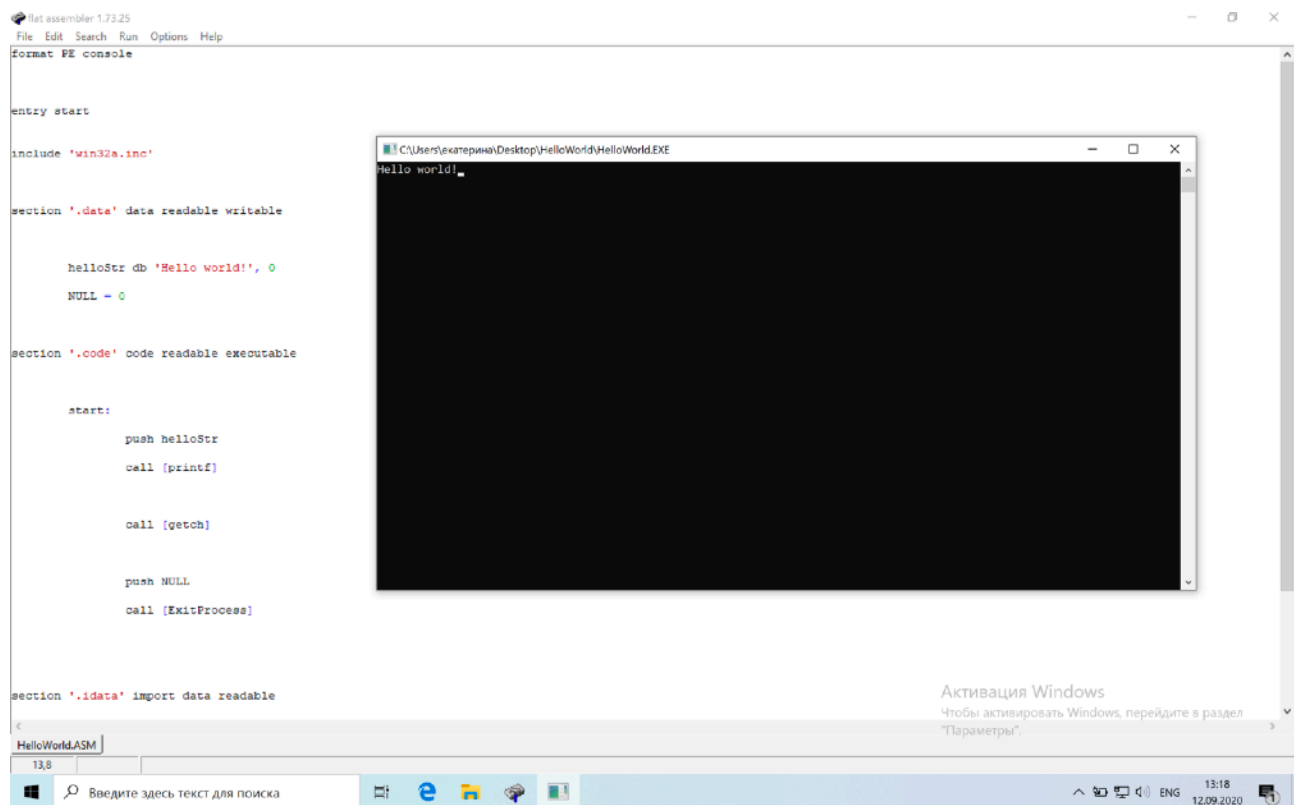 flat assembler 1.73.25
File Edit Search Run Options Help
format PE console
entry start
include 'win32a.inc'
section '.data' data readable writable
helloStr db 'Hello world!', 0
NULL = 0
section '.code' code readable executable
start:
push helloStr
call [printf]
call [getch]
push NULL
call [ExitProcess]
section '.idata' import data readable
C:\Users\екатерина\Desktop\HelloWorld\HelloWorld.EXE
Hello world!
Активация Windows
Чтобы активировать Windows, перейдите в раздел
"Параметры".
HelloWorld.ASM
13,8
Введите здесь текст для поиска
ENG
13:18
12.09.2020
1